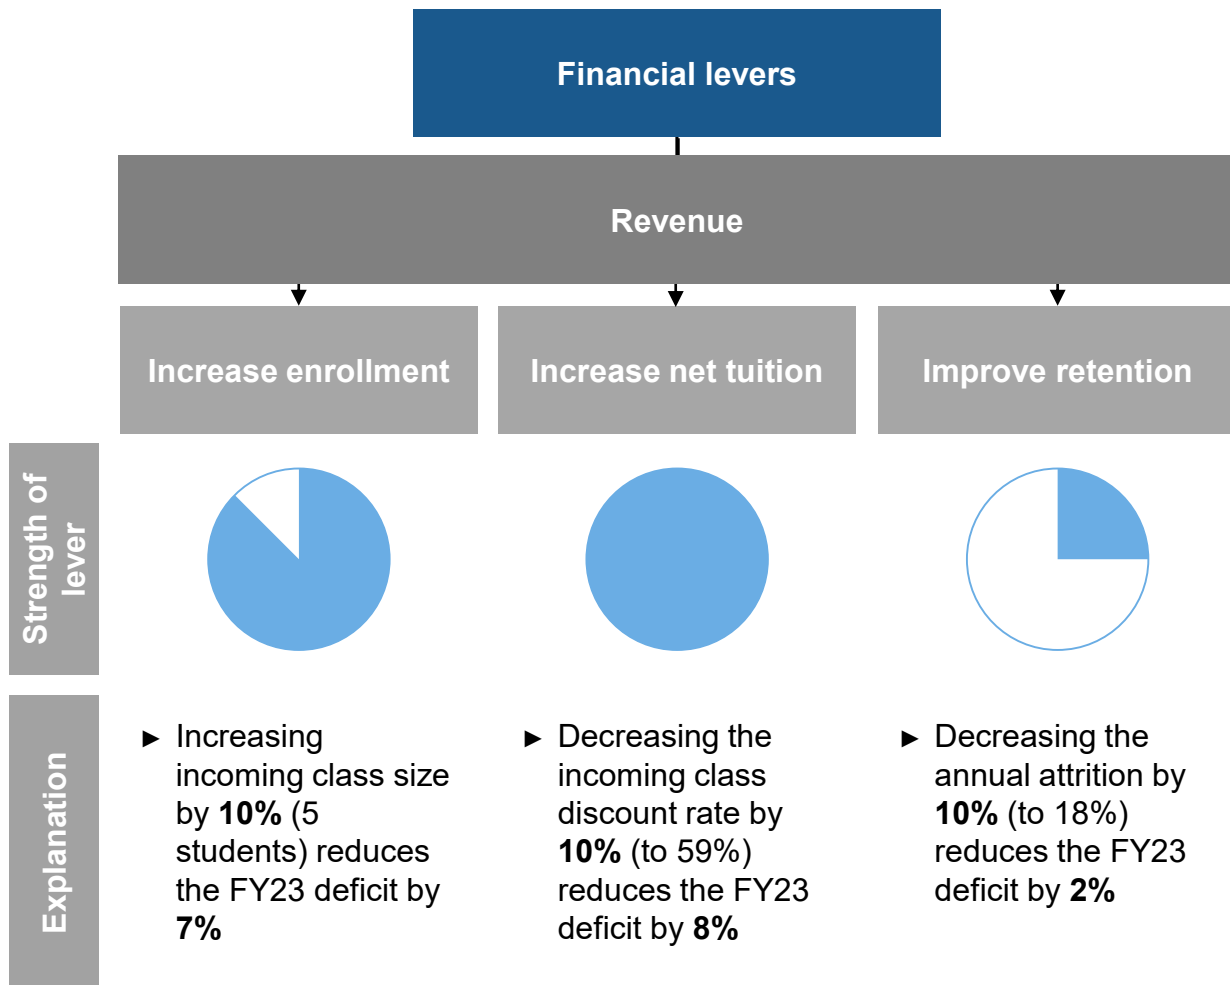 Financial levers
Revenue
Increase enrollment
Increase net tuition
Improve retention
Strength of
lever
Explanation
► Increasing
incoming class size
by 10% (5
students) reduces
the FY23 deficit by
7%
► Decreasing the
incoming class
discount rate by
10% (to 59%)
reduces the FY23
deficit by 8%
► Decreasing the
annual attrition by
10% (to 18%)
reduces the FY23
deficit by 2%